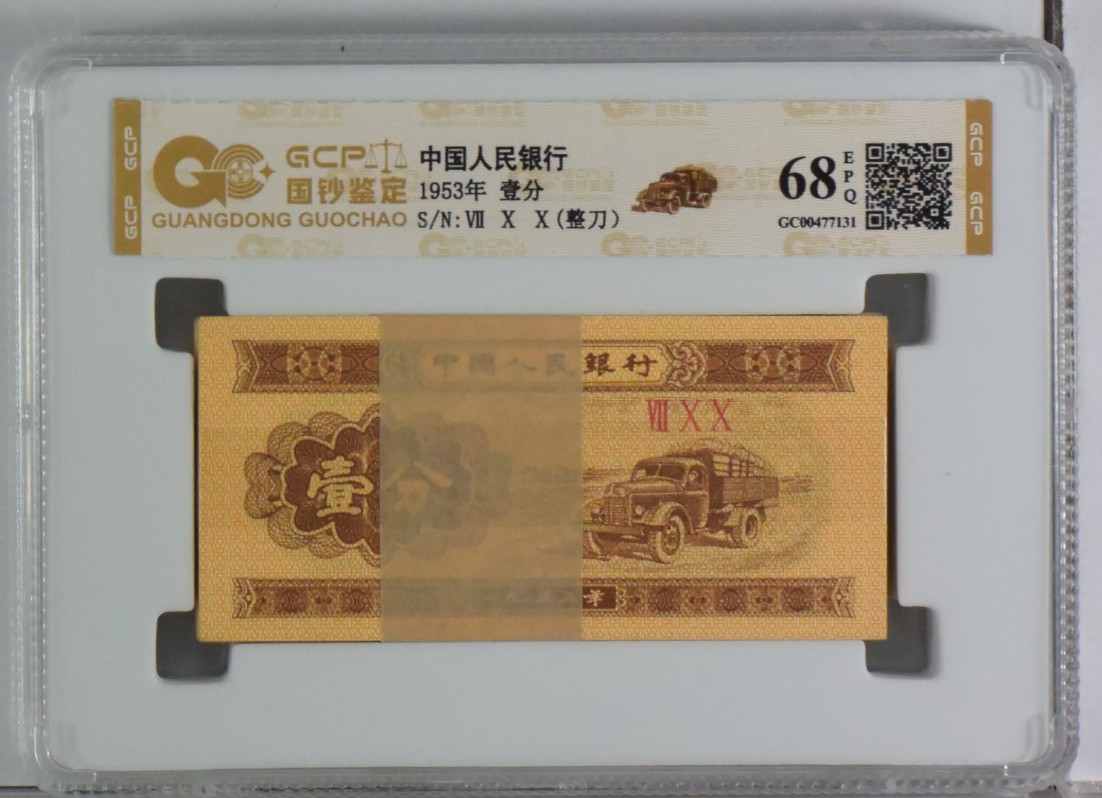 GCP
GCP
GCP
国钞鉴定
GUANGDONG GUOCHAO
中国人民银行
1953年 壹分
S/N: Ⅶ Ⅹ Ⅹ (整刀)
68
EPQ
GC00477131
GCP
GCP
中國人民銀行
ⅦⅩⅩ
壹分
年